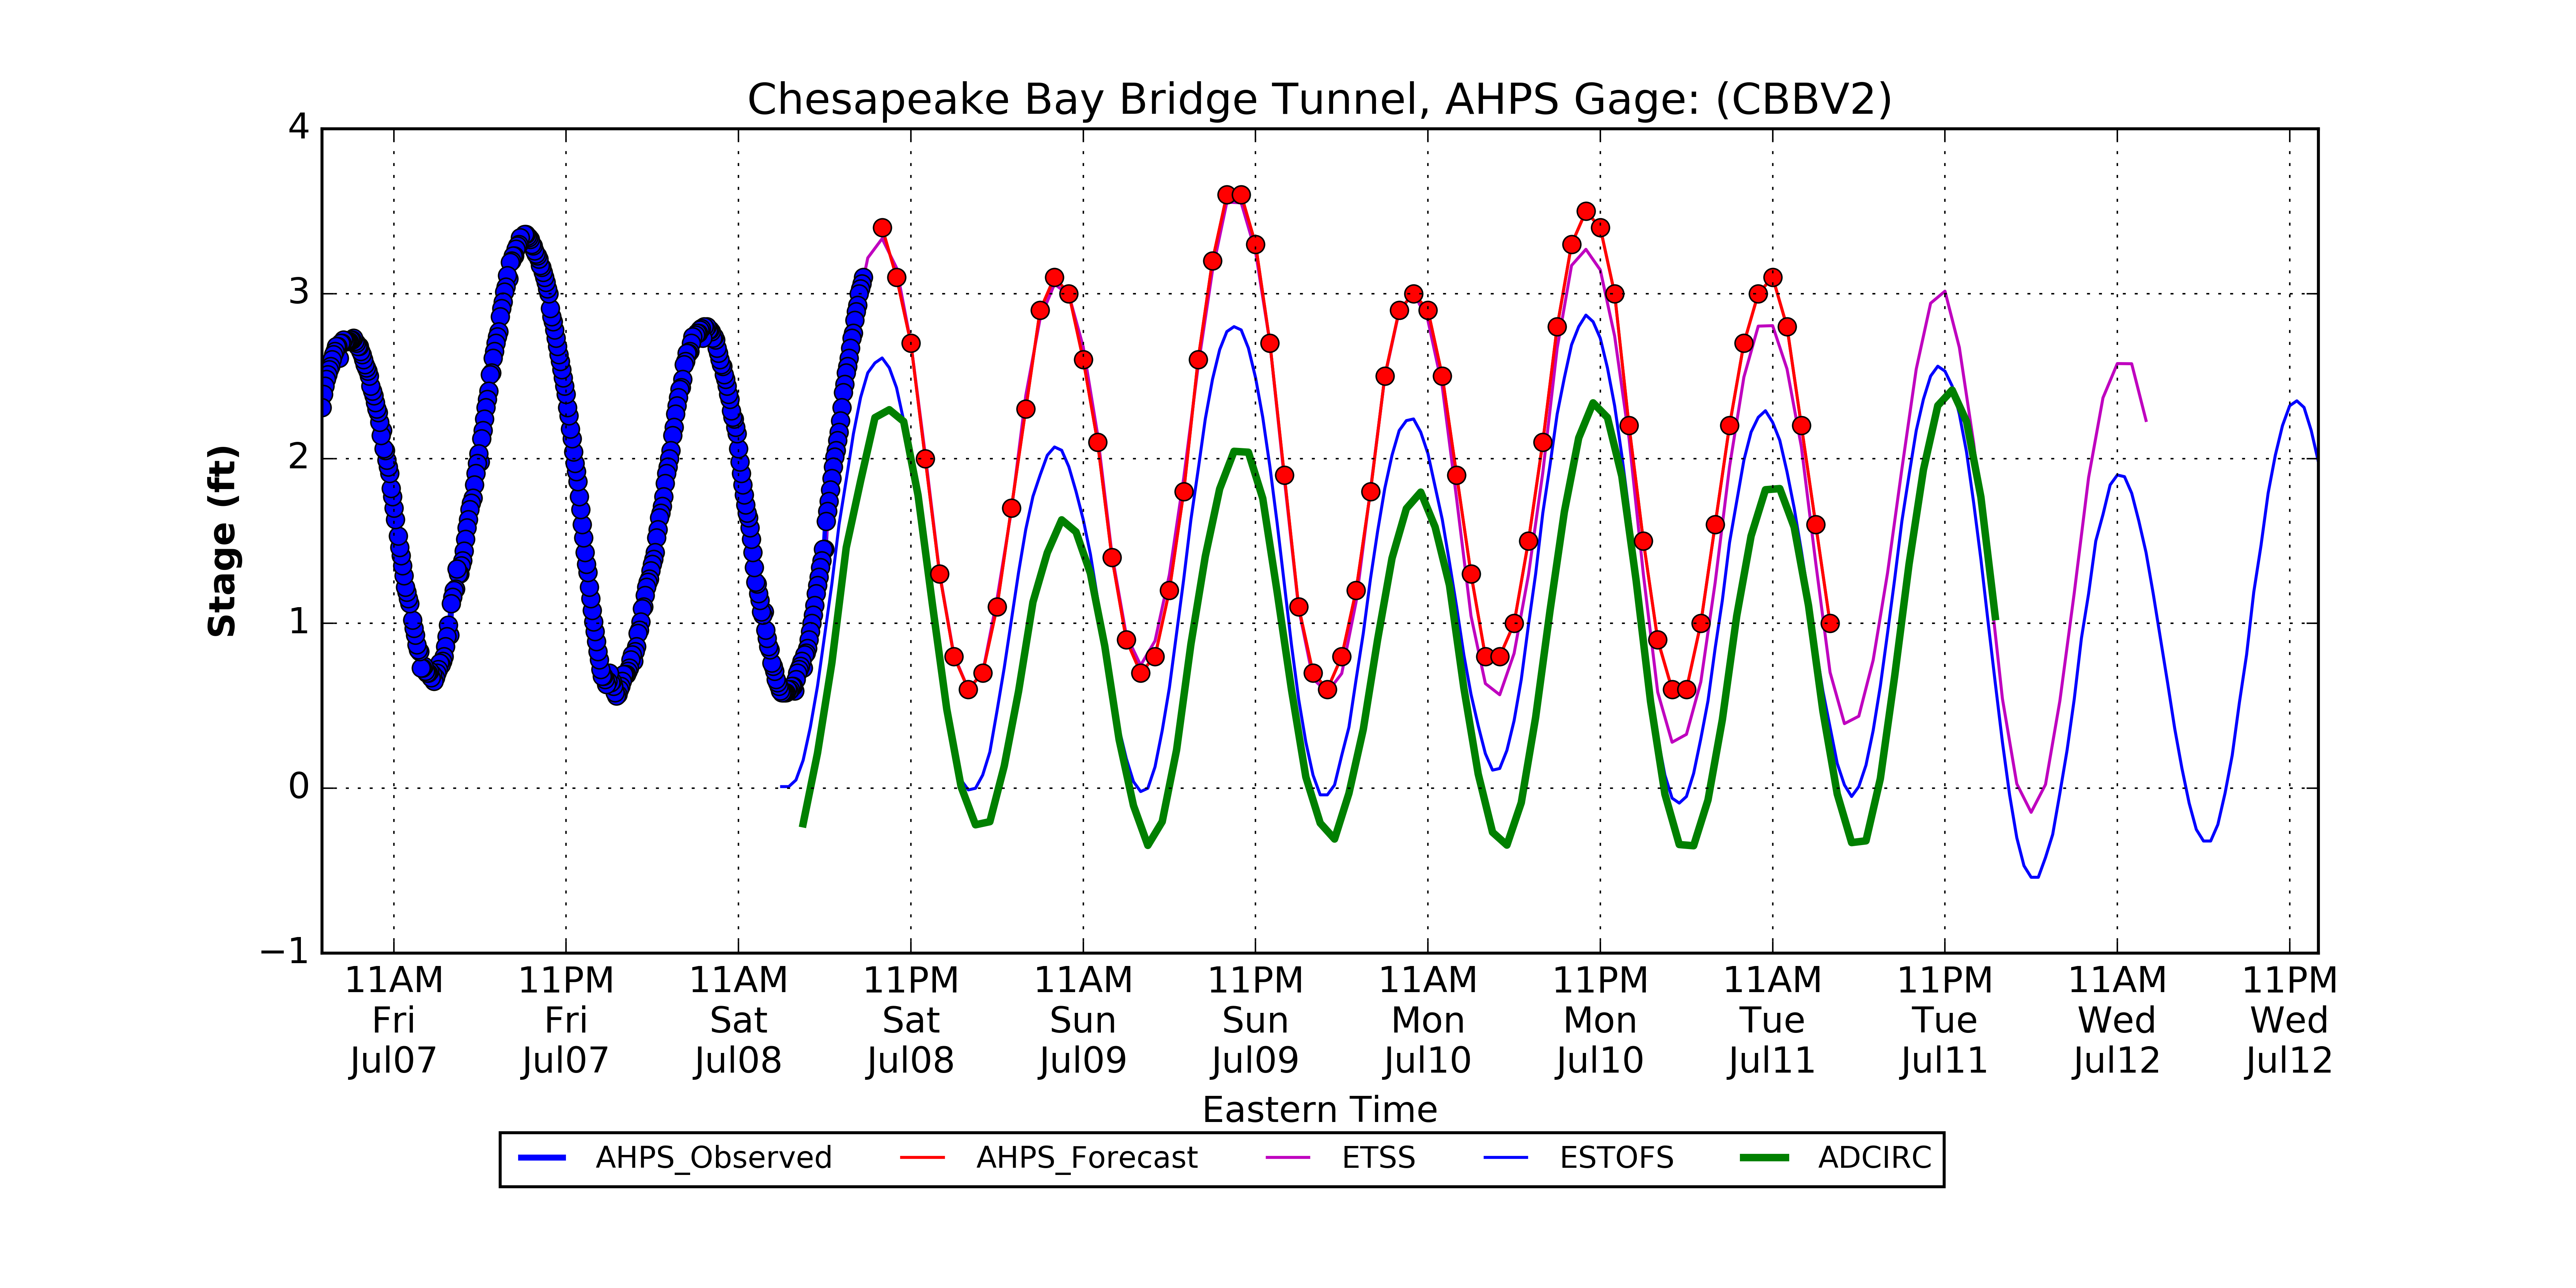 Chesapeake Bay Bridge Tunnel, AHPS Gage: (CBBV2)
4
3
2
1
0
−1
Stage (ft)
11AM 11PM 11AM 11PM 11AM 11PM 11AM 11PM 11AM 11PM 11AM 11PM
Fri Fri Sat Sat Sun Sun Mon Mon Tue Tue Wed Wed
Jul07 Jul07 Jul08 Jul08 Jul09 Jul09 Jul10 Jul10 Jul11 Jul11 Jul12 Jul12
Eastern Time
AHPS_Observed AHPS_Forecast ETSS ESTOFS ADCIRC